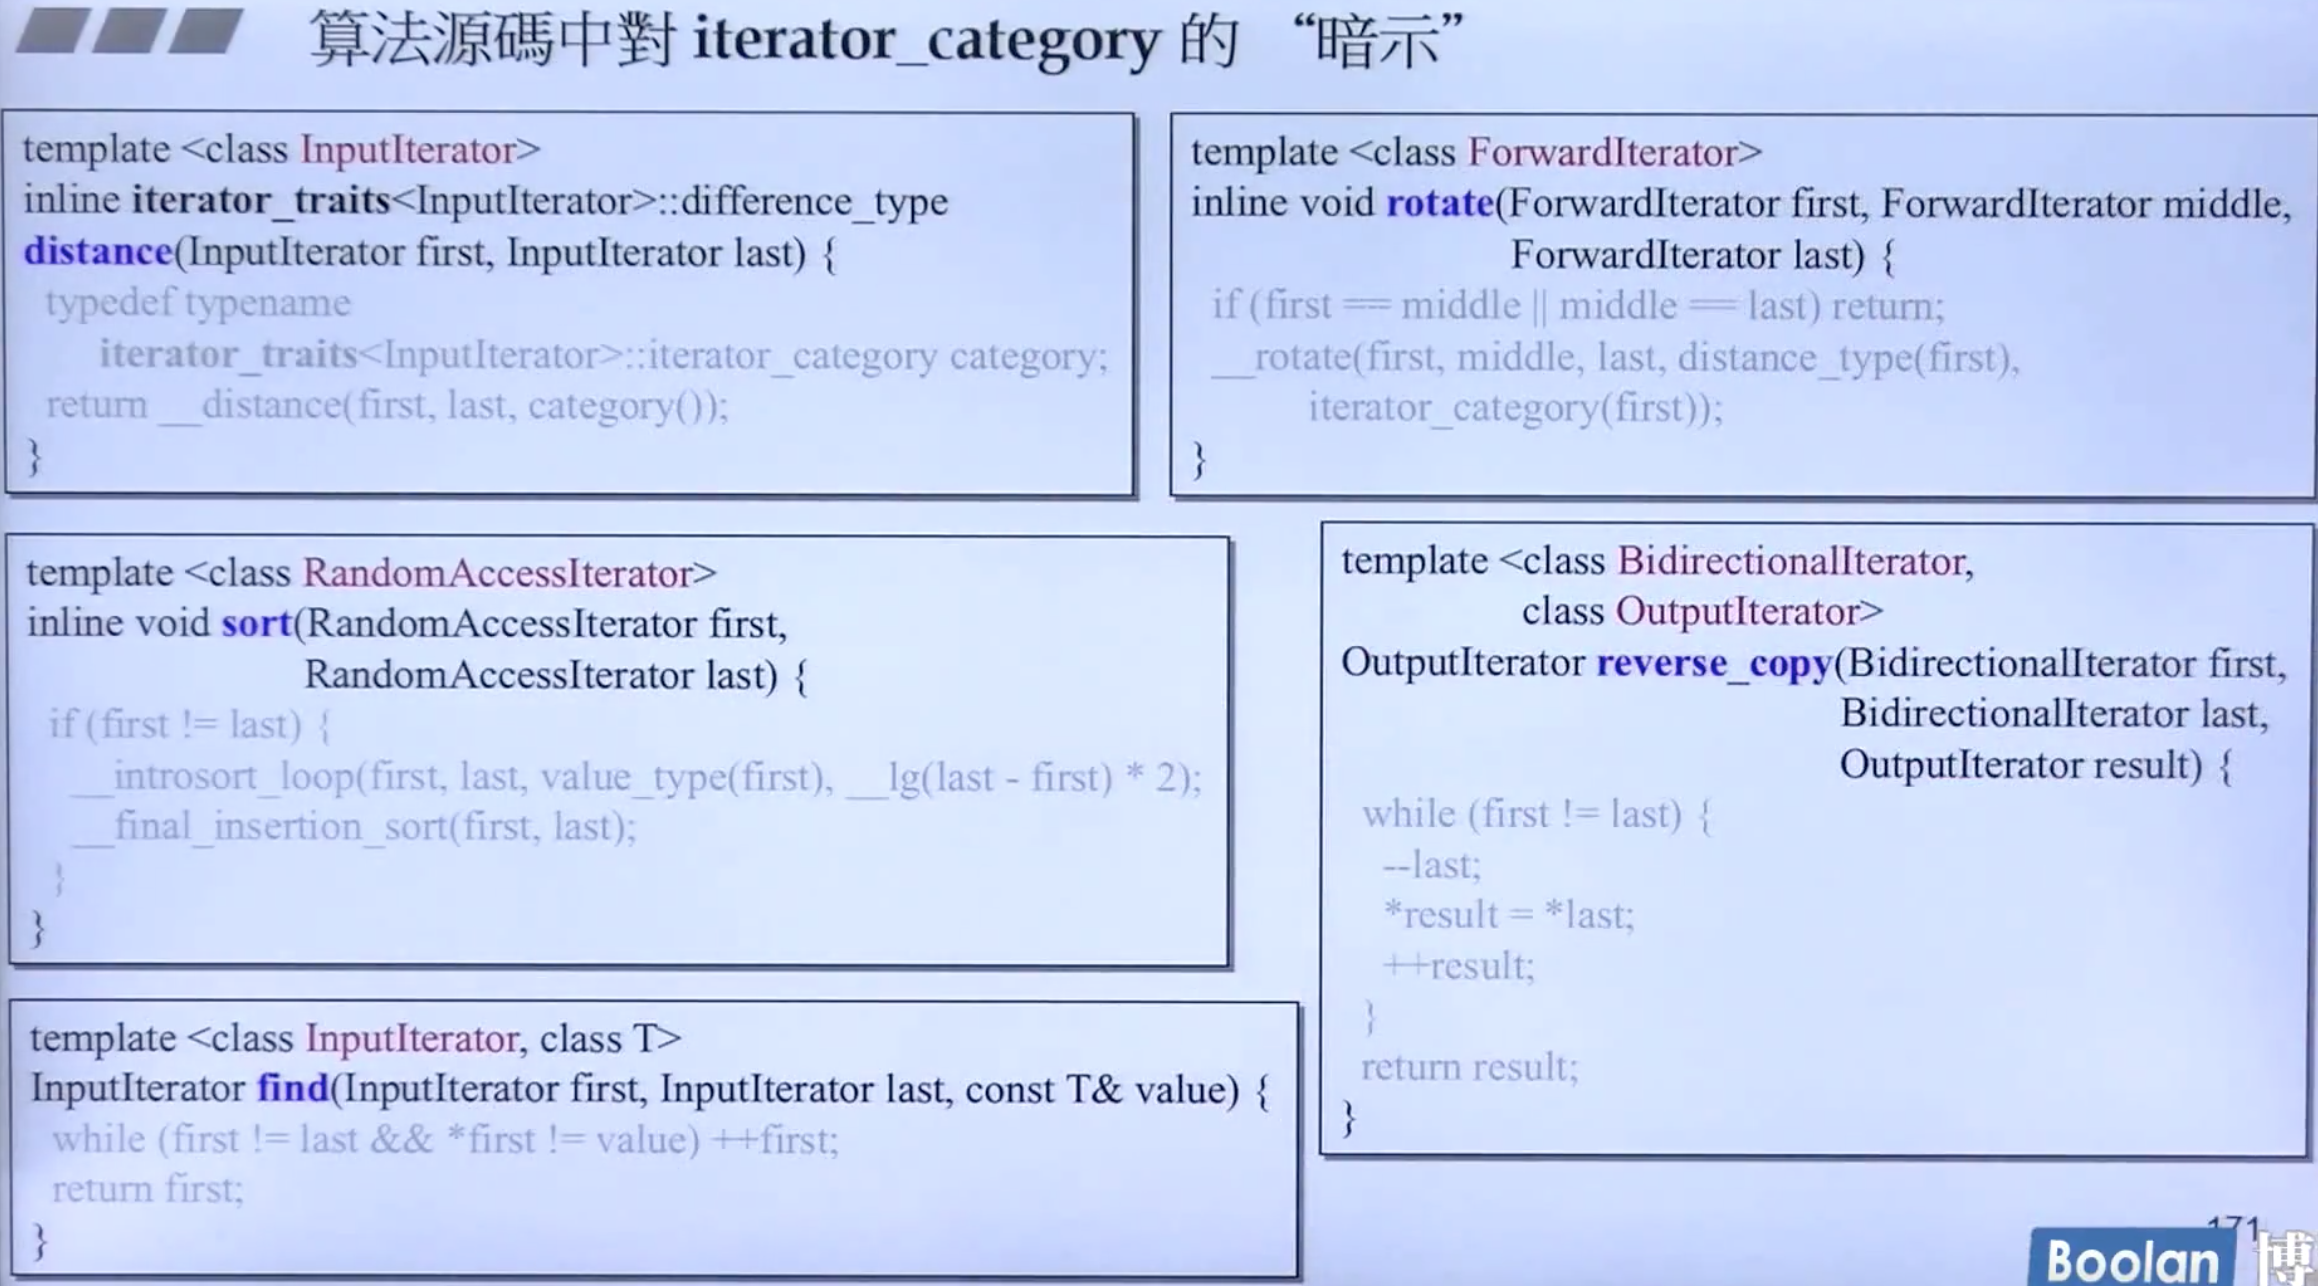 算法源碼中對 iterator_category 的 “暗示”
template <class InputIterator>
inline iterator_traits<InputIterator>::difference_type
distance(InputIterator first, InputIterator last) {
typedef typename
iterator_traits<InputIterator>::iterator_category category;
return __distance(first, last, category());
}
template <class ForwardIterator>
inline void rotate(ForwardIterator first, ForwardIterator middle,
ForwardIterator last) {
if (first == middle || middle == last) return;
__rotate(first, middle, last, distance_type(first),
iterator_category(first));
}
template <class RandomAccessIterator>
inline void sort(RandomAccessIterator first,
RandomAccessIterator last) {
if (first != last) {
__introsort_loop(first, last, value_type(first), __lg(last - first) * 2);
__final_insertion_sort(first, last);
}
}
template <class BidirectionalIterator,
class OutputIterator>
OutputIterator reverse_copy(BidirectionalIterator first,
BidirectionalIterator last,
OutputIterator result) {
while (first != last) {
--last;
*result = *last;
++result;
}
return result;
}
template <class InputIterator, class T>
InputIterator find(InputIterator first, InputIterator last, const T& value) {
while (first != last && *first != value) ++first;
return first;
}
171
Boolan 博